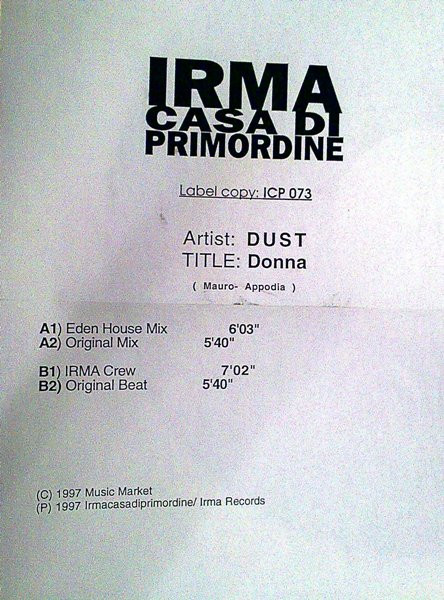 IRMA
CASA DI
PRIMORDINE
Label copy: ICP 073
Artist: DUST
TITLE: Donna
( Mauro- Appodia )
A1) Eden House Mix 6'03"
A2) Original Mix 5'40"
B1) IRMA Crew 7'02"
B2) Original Beat 5'40"
(C) 1997 Music Market
(P) 1997 Irmacasadiprimordine/ Irma Records